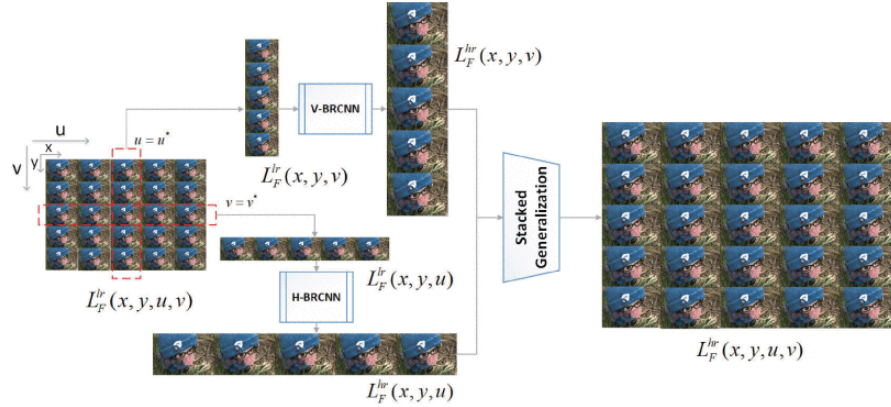 u
x
v
y
u = u*
v = v*
L_F^{lr}(x, y, u, v)
L_F^{lr}(x, y, v)
V-BRCNN
L_F^{hr}(x, y, v)
L_F^{lr}(x, y, u)
H-BRCNN
L_F^{hr}(x, y, u)
Stacked
Generalization
L_F^{hr}(x, y, u, v)